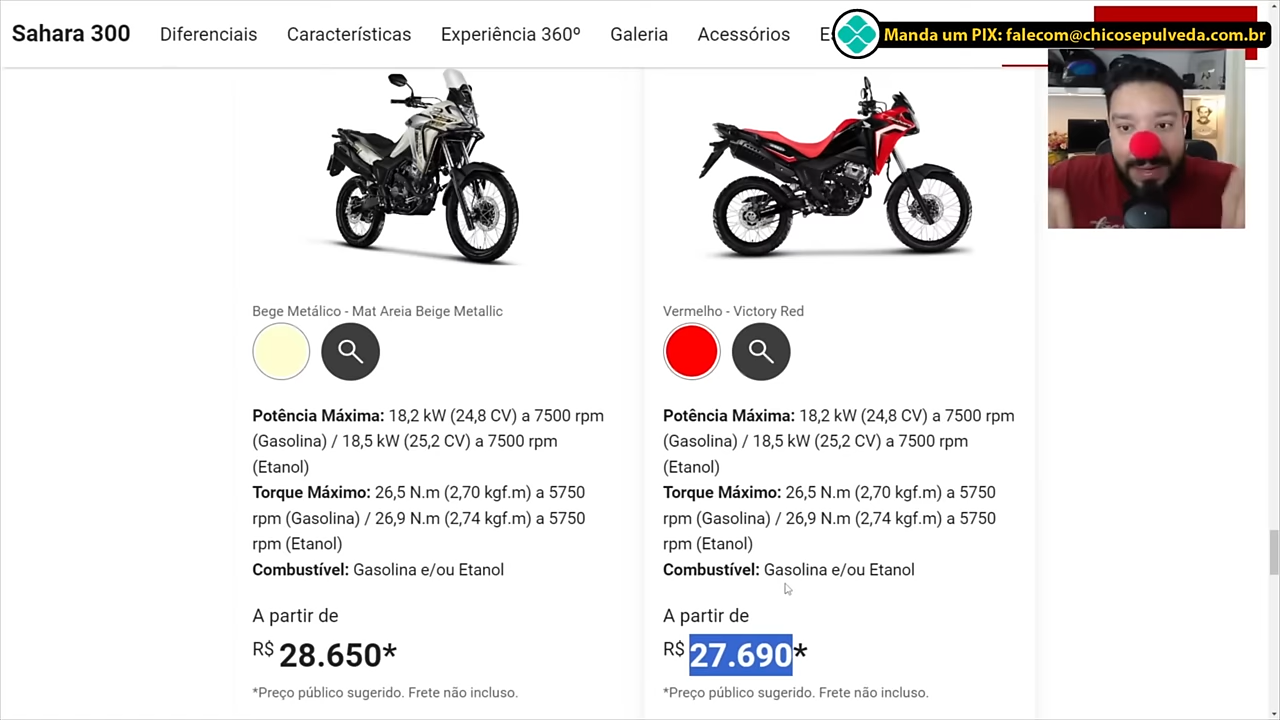 Sahara 300 Diferenciais Características Experiência 360º Galeria Acessórios
Manda um PIX: falecom@chicosepulveda.com.br
Bege Metálico - Mat Areia Beige Metallic
Potência Máxima: 18,2 kW (24,8 CV) a 7500 rpm
(Gasolina) / 18,5 kW (25,2 CV) a 7500 rpm
(Etanol)
Torque Máximo: 26,5 N.m (2,70 kgf.m) a 5750
rpm (Gasolina) / 26,9 N.m (2,74 kgf.m) a 5750
rpm (Etanol)
Combustível: Gasolina e/ou Etanol
A partir de
R$ 28.650*
*Preço público sugerido. Frete não incluso.
Vermelho - Victory Red
Potência Máxima: 18,2 kW (24,8 CV) a 7500 rpm
(Gasolina) / 18,5 kW (25,2 CV) a 7500 rpm
(Etanol)
Torque Máximo: 26,5 N.m (2,70 kgf.m) a 5750
rpm (Gasolina) / 26,9 N.m (2,74 kgf.m) a 5750
rpm (Etanol)
Combustível: Gasolina e/ou Etanol
A partir de
R$ 27.690*
*Preço público sugerido. Frete não incluso.